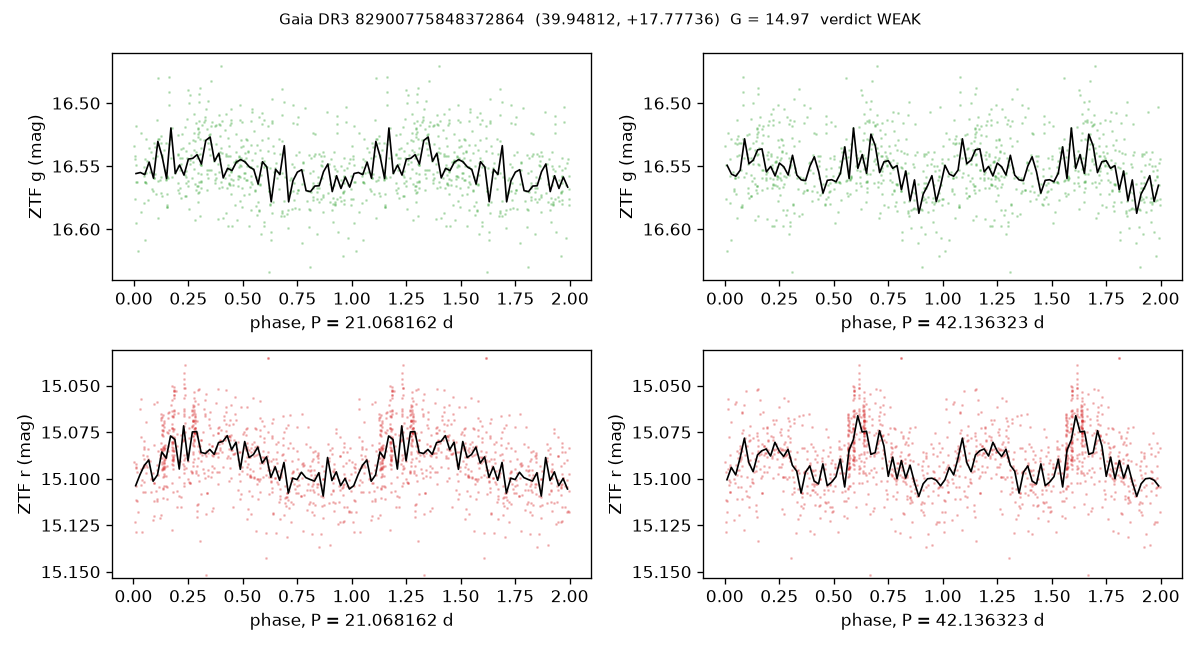 Gaia DR3 82900775848372864 (39.94812, +17.77736) G = 14.97 verdict WEAK
ZTF g (mag)
16.50
16.55
16.60
0.00 0.25 0.50 0.75 1.00 1.25 1.50 1.75 2.00
phase, P = 21.068162 d
ZTF g (mag)
16.50
16.55
16.60
0.00 0.25 0.50 0.75 1.00 1.25 1.50 1.75 2.00
phase, P = 42.136323 d
ZTF r (mag)
15.050
15.075
15.100
15.125
15.150
0.00 0.25 0.50 0.75 1.00 1.25 1.50 1.75 2.00
phase, P = 21.068162 d
ZTF r (mag)
15.050
15.075
15.100
15.125
15.150
0.00 0.25 0.50 0.75 1.00 1.25 1.50 1.75 2.00
phase, P = 42.136323 d